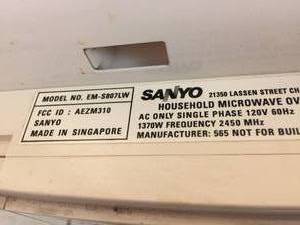 MODEL NO. EM-S807LW
FCC ID : AEZM310
SANYO
MADE IN SINGAPORE
SANYO 21350 LASSEN STREET
HOUSEHOLD MICROWAVE
AC ONLY SINGLE PHASE 120V 60Hz
1370W FREQUENCY 2450 MHz
MANUFACTURER: 565 NOT FOR